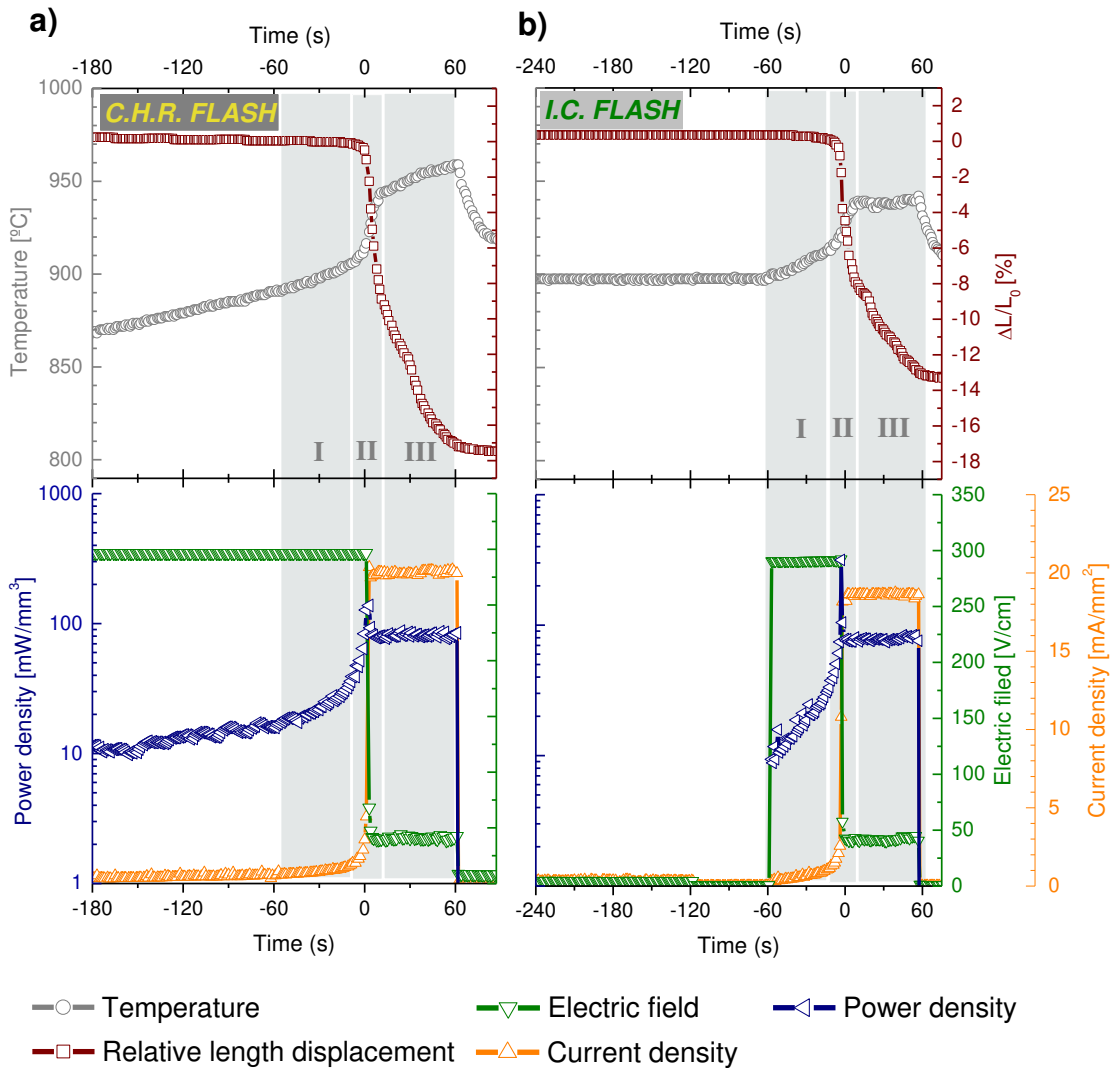 a)
Time (s)
-180 -60 0 60
1000
950
900
850
800
Temperature [ºC]
C.H.R. FLASH
I II III
b)
Time (s)
-240 -180 -120 -60 0 60
I.C. FLASH
I II III
2
0
-2
-4
-6
-8
-10
-12
-14
-16
-18
ΔL/L0 [%]
1000
100
10
1
Power density [mW/mm3]
-180 -120 -60 0 60
Time (s)
-240 -180 -120 -60 0 60
Time (s)
350
300
250
200
150
100
50
0
Electric filed [V/cm]
25
20
15
10
5
0
Current density [mA/mm2]
Temperature
Electric field
Power density
Relative length displacement
Current density